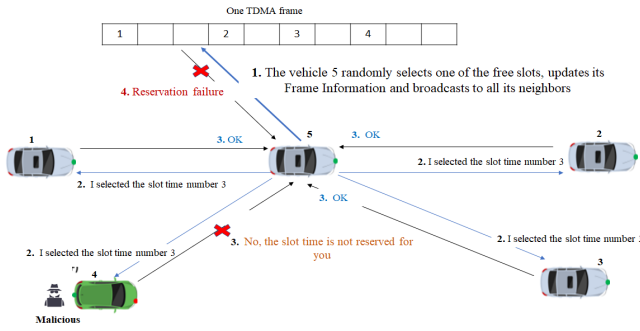 One TDMA frame
1 2 3 4
1. The vehicle 5 randomly selects one of the free slots, updates its
Frame Information and broadcasts to all its neighbors
4. Reservation failure
1
3. OK
5
3. OK
2
2. I selected the slot time number 3
2. I selected the slot time number 3
3. OK
3. No, the slot time is not reserved for
you
2. I selected the slot time number 3
2. I selected the slot time number 3
4
3
Malicious